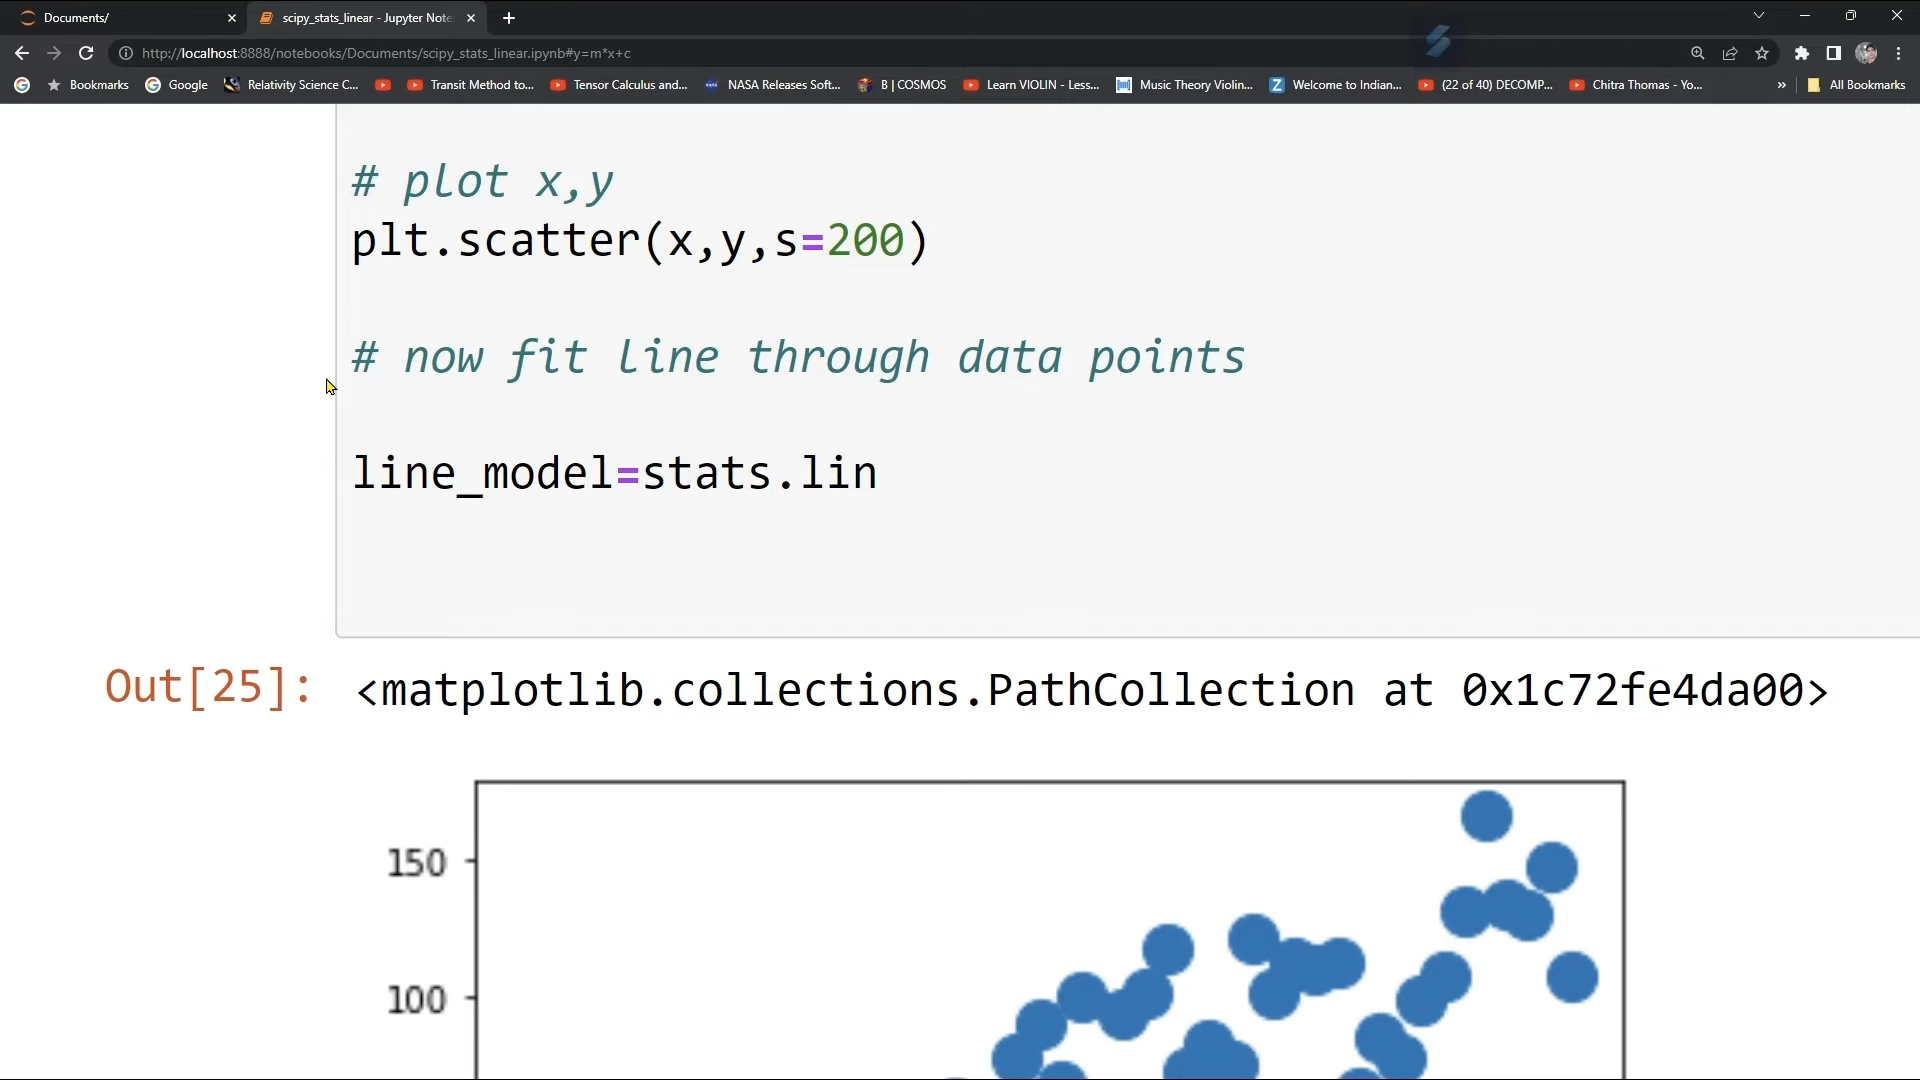 Documents/
scipy_stats_linear - Jupyter Note
http://localhost:8888/notebooks/Documents/scipy_stats_linear.ipynb#y=m*x+c
Bookmarks
Google
Relativity Science C...
Transit Method to...
Tensor Calculus and...
NASA Releases Soft...
B | COSMOS
Learn VIOLIN - Less...
Music Theory Violin...
Welcome to Indian...
(22 of 40) DECOMP...
Chitra Thomas - Yo...
»
All Bookmarks
# plot x,y
plt.scatter(x,y,s=200)
# now fit line through data points
line_model=stats.lin
Out[25]:
<matplotlib.collections.PathCollection at 0x1c72fe4da00>
150
100